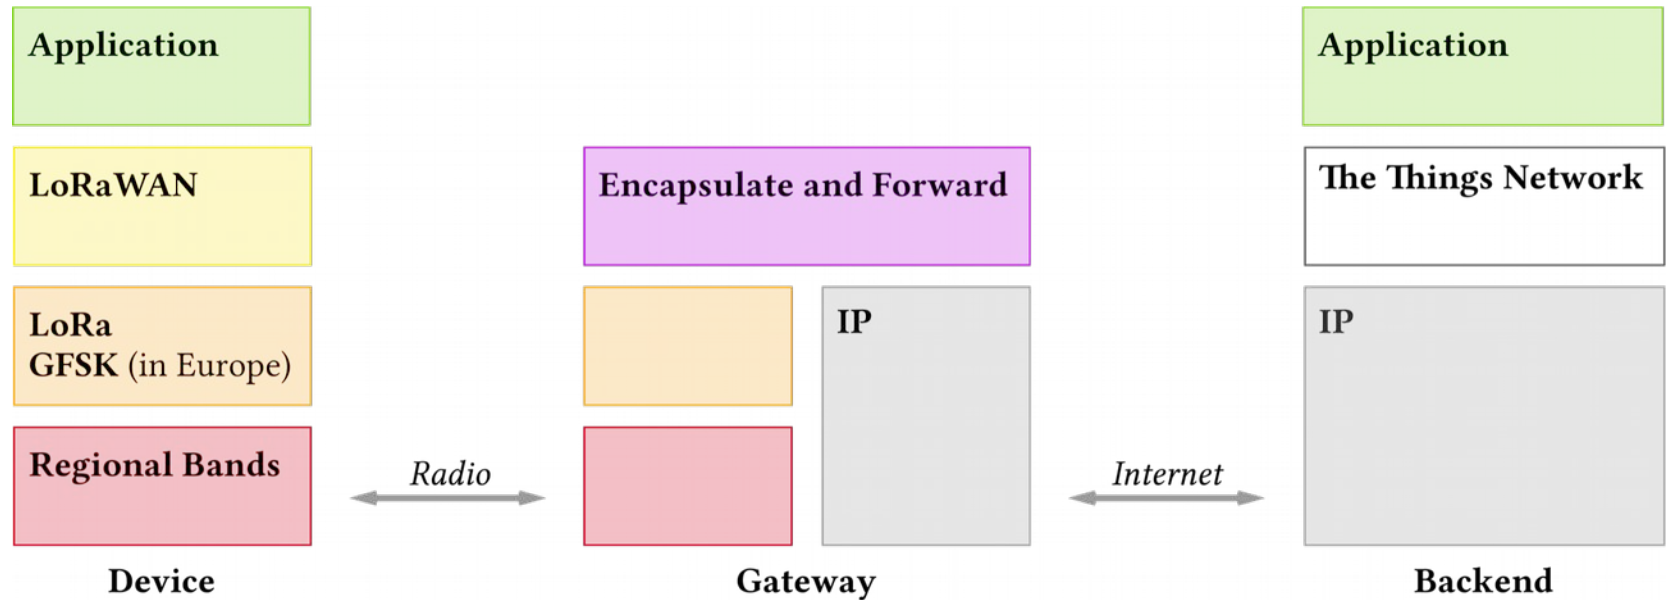 Application
LoRaWAN
LoRa
GFSK (in Europe)
Regional Bands
Device
Radio
Encapsulate and Forward
IP
Gateway
Internet
Application
The Things Network
IP
Backend